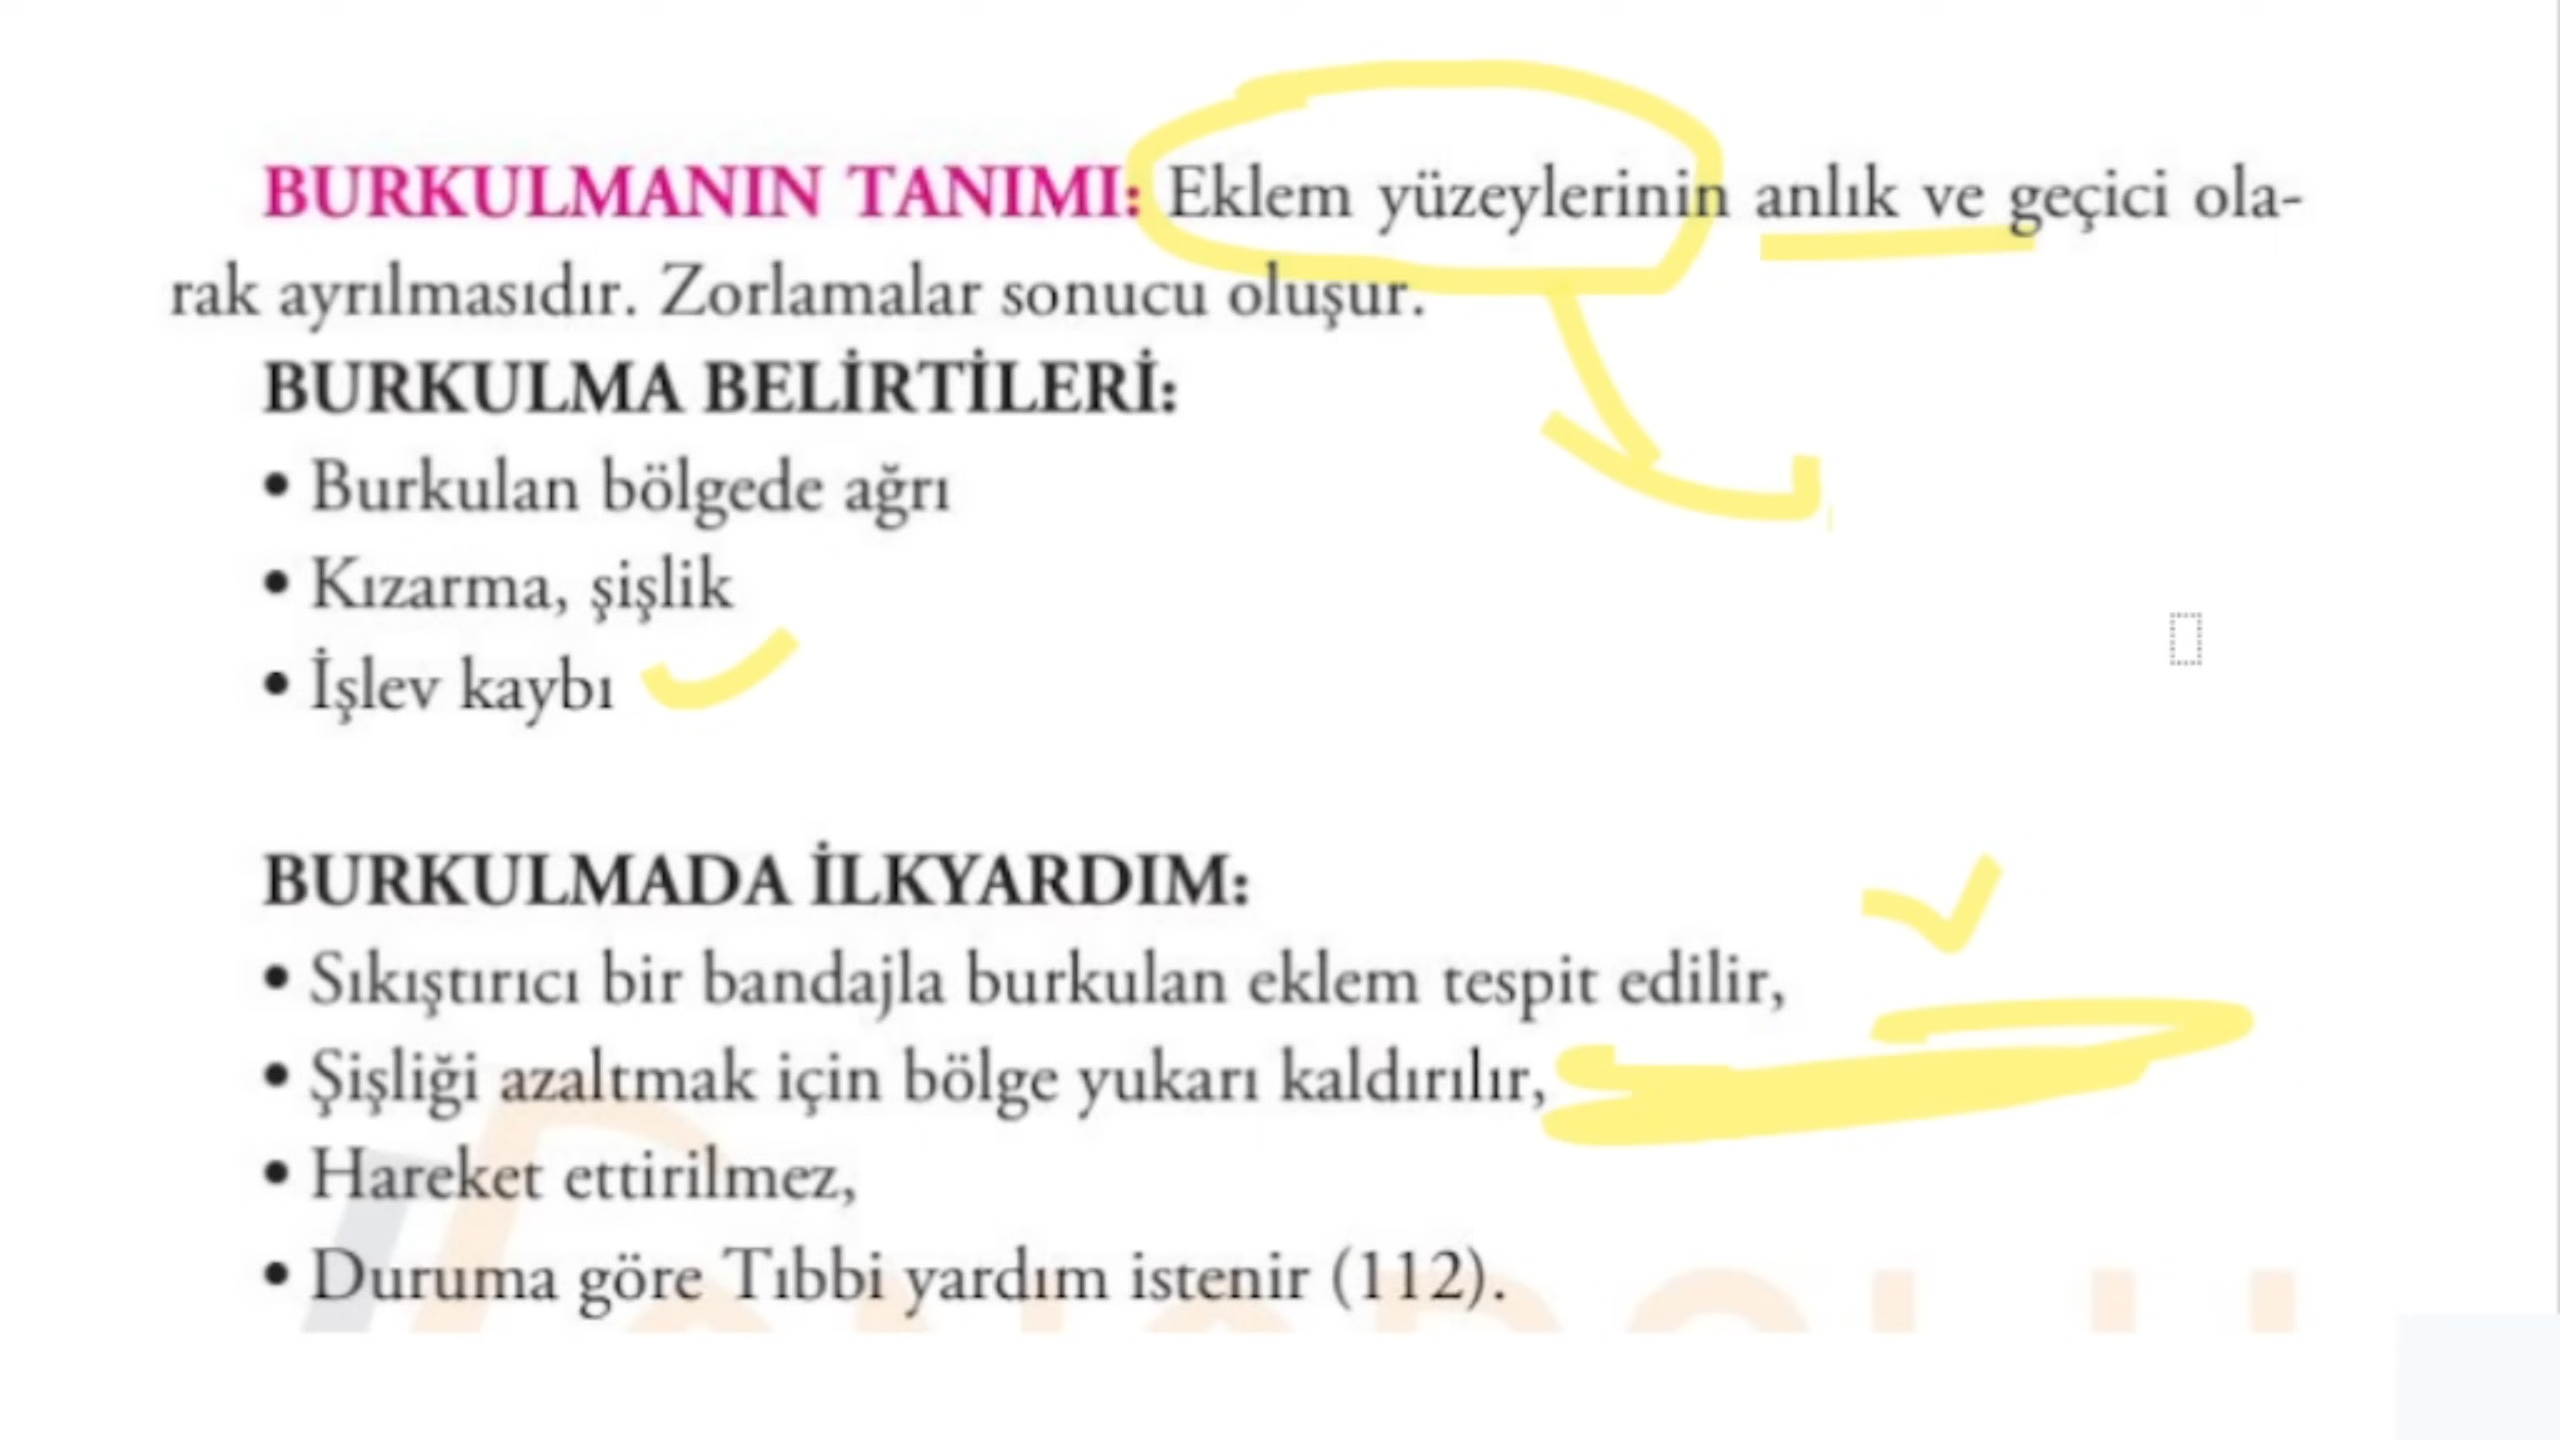 BURKULMANIN TANIMI: Eklem yüzeylerinin anlık ve geçici ola-
rak ayrılmasıdır. Zorlamalar sonucu oluşur.
BURKULMA BELİRTİLERİ:
• Burkulan bölgede ağrı
• Kızarma, şişlik
• İşlev kaybı
BURKULMADA İLKYARDIM:
• Sıkıştırıcı bir bandajla burkulan eklem tespit edilir,
• Şişliği azaltmak için bölge yukarı kaldırılır,
• Hareket ettirilmez,
• Duruma göre Tıbbi yardım istenir (112).